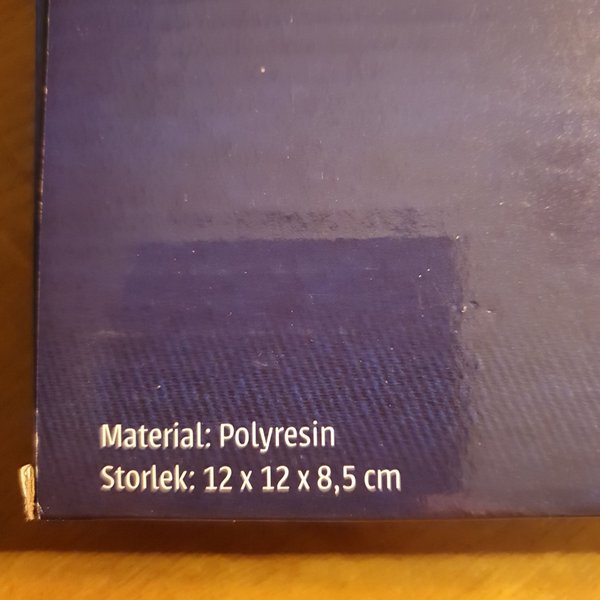 Material: Polyresin
Storlek: 12 x 12 x 8,5 cm